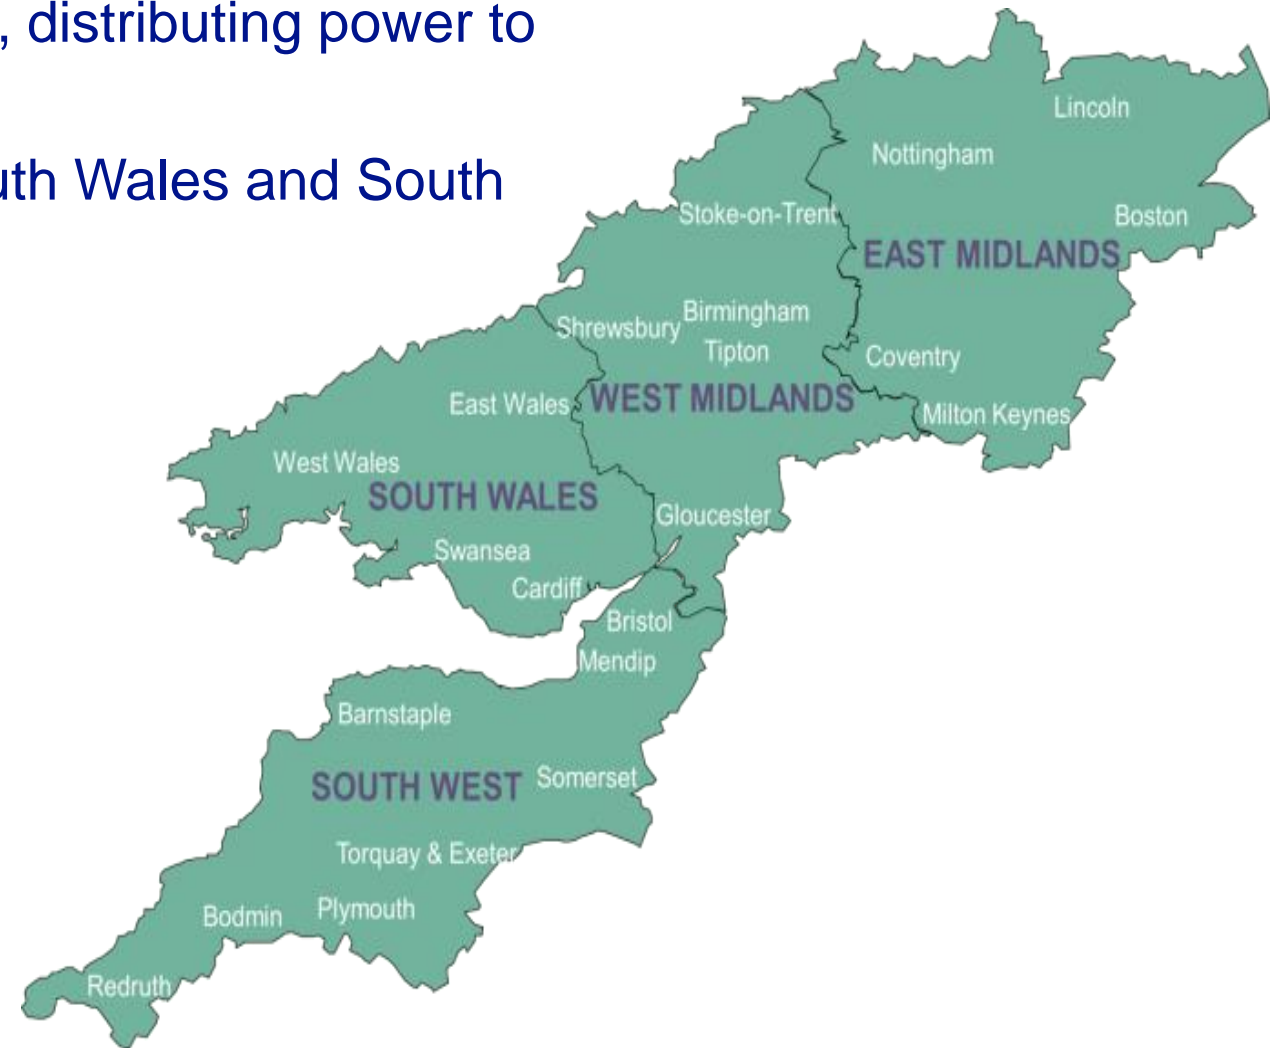 , distributing power to
uth Wales and South
Lincoln
Nottingham
Stoke-on-Trent
Boston
EAST MIDLANDS
Birmingham
Shrewsbury
Tipton
Coventry
East Wales
WEST MIDLANDS
Milton Keynes
West Wales
SOUTH WALES
Gloucester
Swansea
Cardiff
Bristol
Mendip
Barnstaple
SOUTH WEST
Somerset
Torquay & Exeter
Bodmin
Plymouth
Redruth